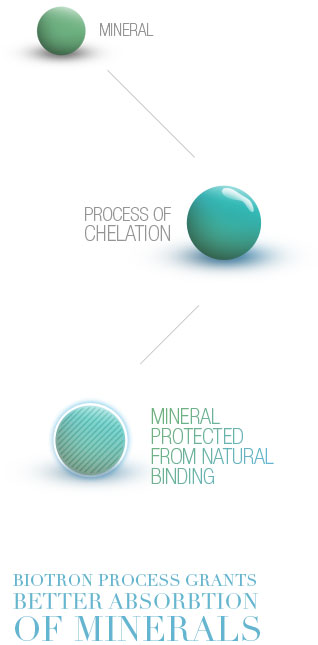 MINERAL
PROCESS OF
CHELATION
MINERAL
PROTECTED
FROM NATURAL
BINDING
BIOTRON PROCESS GRANTS
BETTER ABSORBTION
OF MINERALS